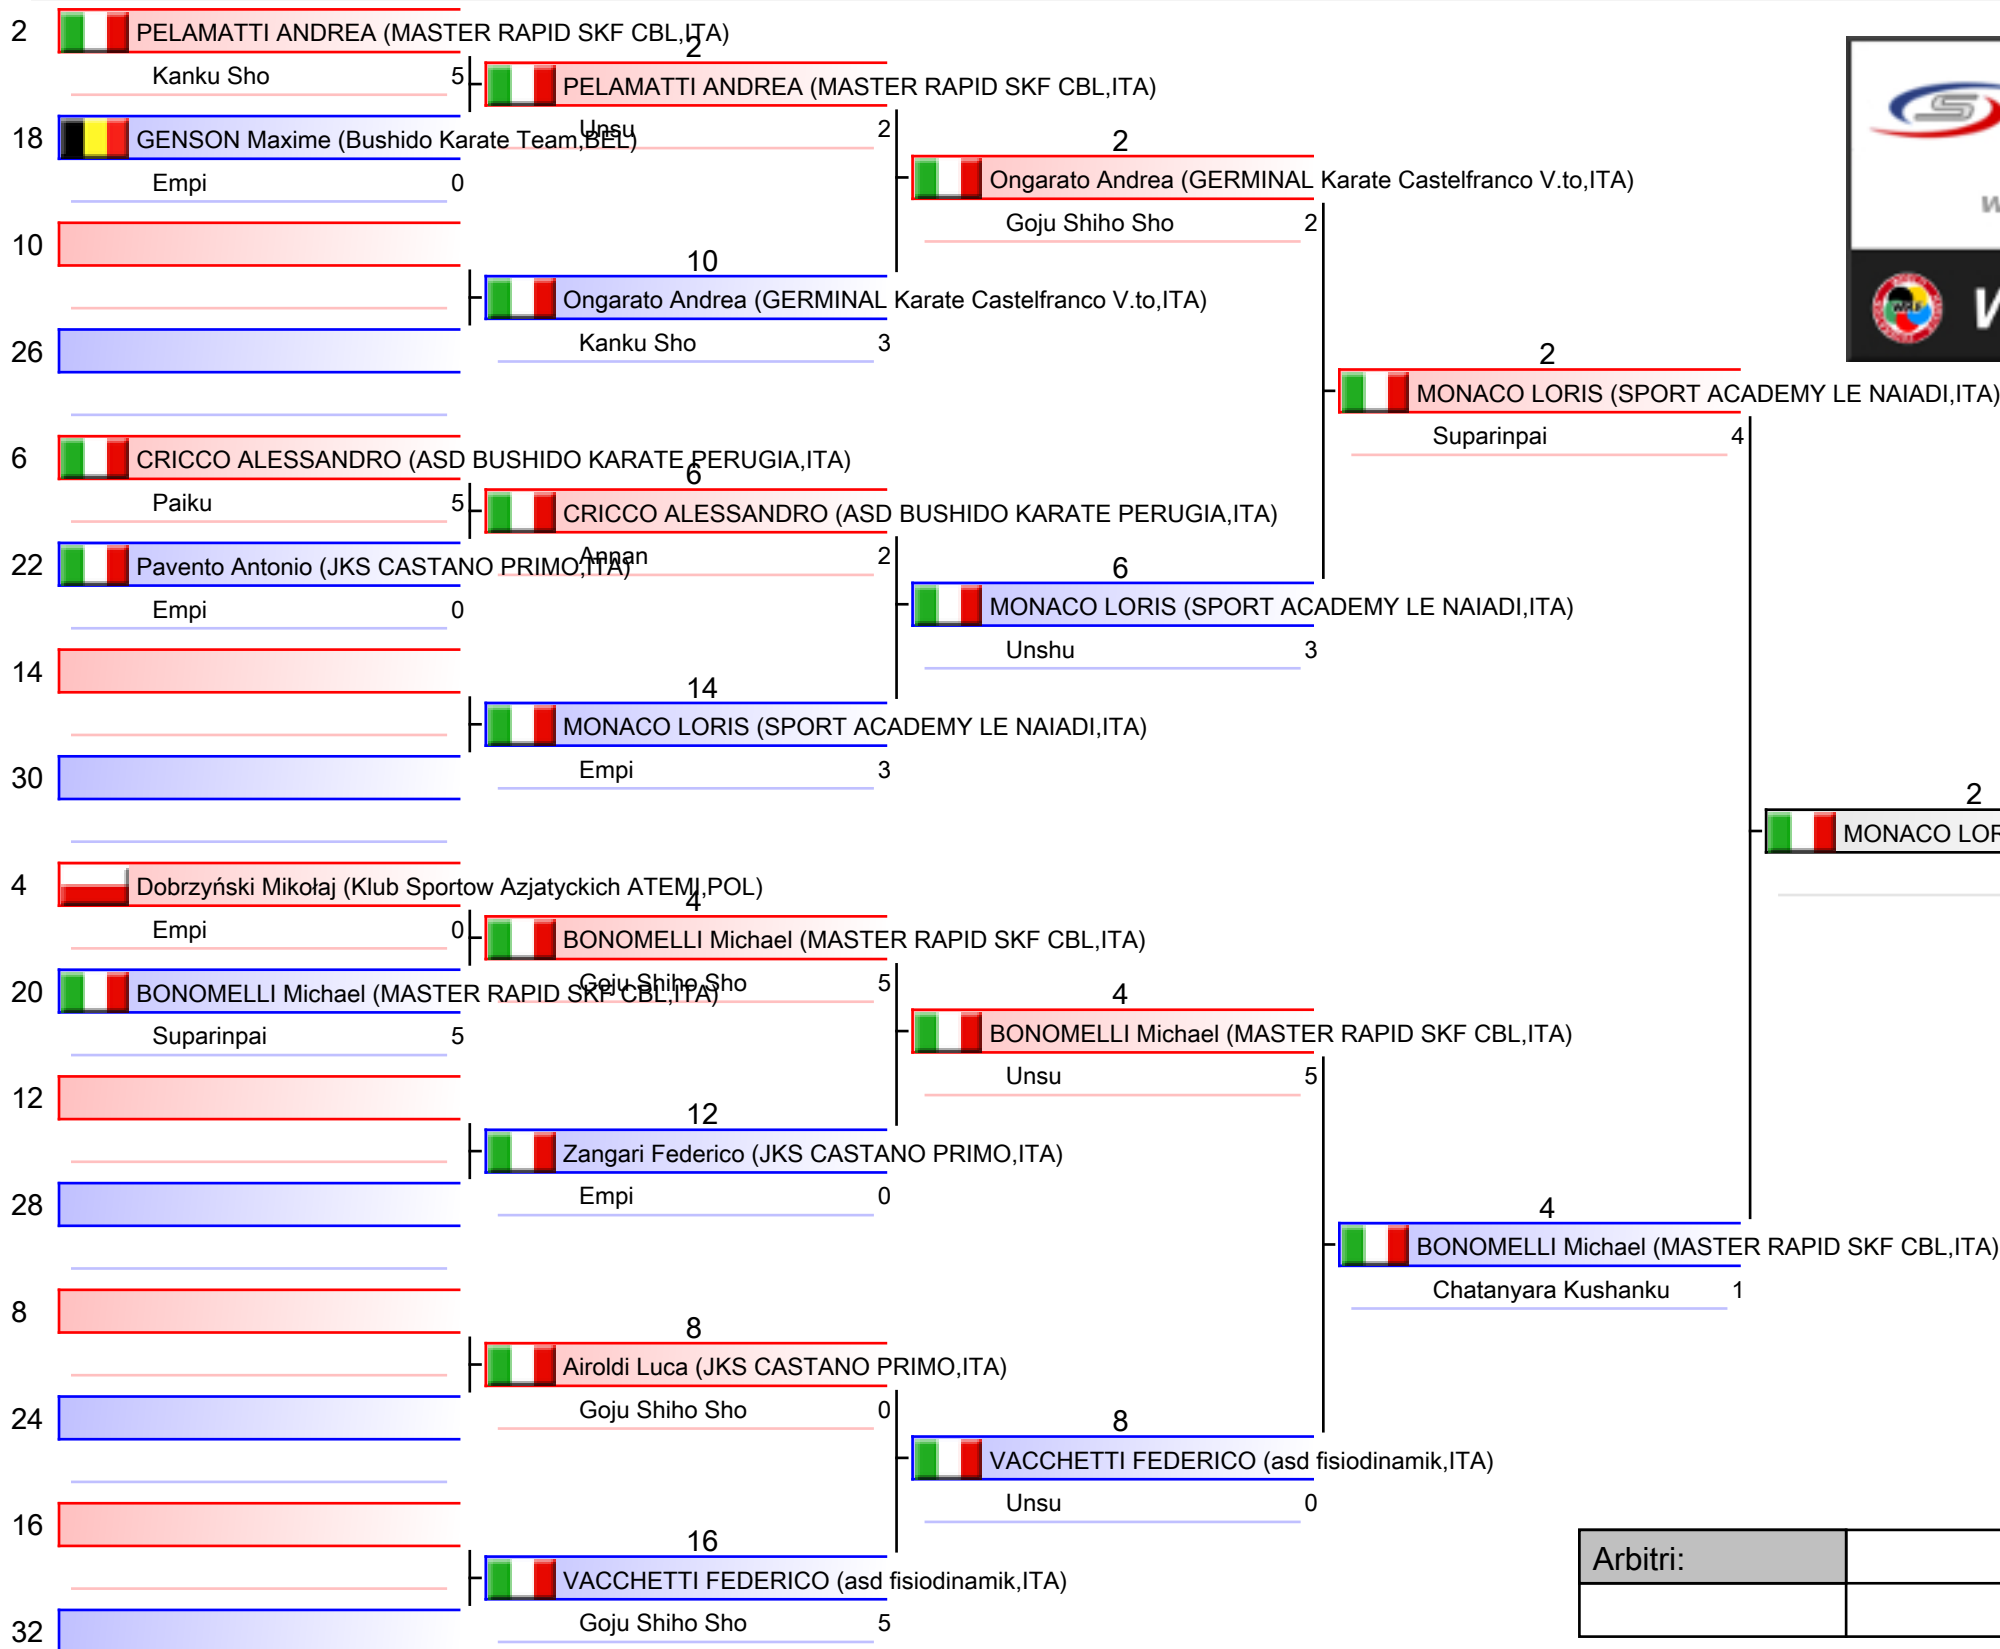 2 PELAMATTI ANDREA (MASTER RAPID SKF CBL,ITA)
Kanku Sho 5
18 GENSON Maxime (Bushido Karate Team,BEL)
Empi 0
10
26
6 CRICCO ALESSANDRO (ASD BUSHIDO KARATE PERUGIA,ITA)
Paiku 5
22 Pavento Antonio (JKS CASTANO PRIMO,ITA)
Empi 0
14
30
4 Dobrzyński Mikołaj (Klub Sportow Azjatyckich ATEMI,POL)
Empi 0
20 BONOMELLI Michael (MASTER RAPID SKF CBL,ITA)
Suparinpai 5
12
28
8
24
16
32
2
PELAMATTI ANDREA (MASTER RAPID SKF CBL,ITA)
Unsu 2
10
Ongarato Andrea (GERMINAL Karate Castelfranco V.to,ITA)
Kanku Sho 3
6
CRICCO ALESSANDRO (ASD BUSHIDO KARATE PERUGIA,ITA)
Annan 2
14
MONACO LORIS (SPORT ACADEMY LE NAIADI,ITA)
Empi 3
4
BONOMELLI Michael (MASTER RAPID SKF CBL,ITA)
Goju Shiho Sho 5
12
Zangari Federico (JKS CASTANO PRIMO,ITA)
Empi 0
8
Airoldi Luca (JKS CASTANO PRIMO,ITA)
Goju Shiho Sho 0
16
VACCHETTI FEDERICO (asd fisiodinamik,ITA)
Goju Shiho Sho 5
2
Ongarato Andrea (GERMINAL Karate Castelfranco V.to,ITA)
Goju Shiho Sho 2
6
MONACO LORIS (SPORT ACADEMY LE NAIADI,ITA)
Unshu 3
4
BONOMELLI Michael (MASTER RAPID SKF CBL,ITA)
Unsu 5
8
VACCHETTI FEDERICO (asd fisiodinamik,ITA)
Unsu 0
2
MONACO LORIS (SPORT ACADEMY LE NAIADI,ITA)
Suparinpai 4
4
BONOMELLI Michael (MASTER RAPID SKF CBL,ITA)
Chatanyara Kushanku 1
2
MONACO LOR
Arbitri: